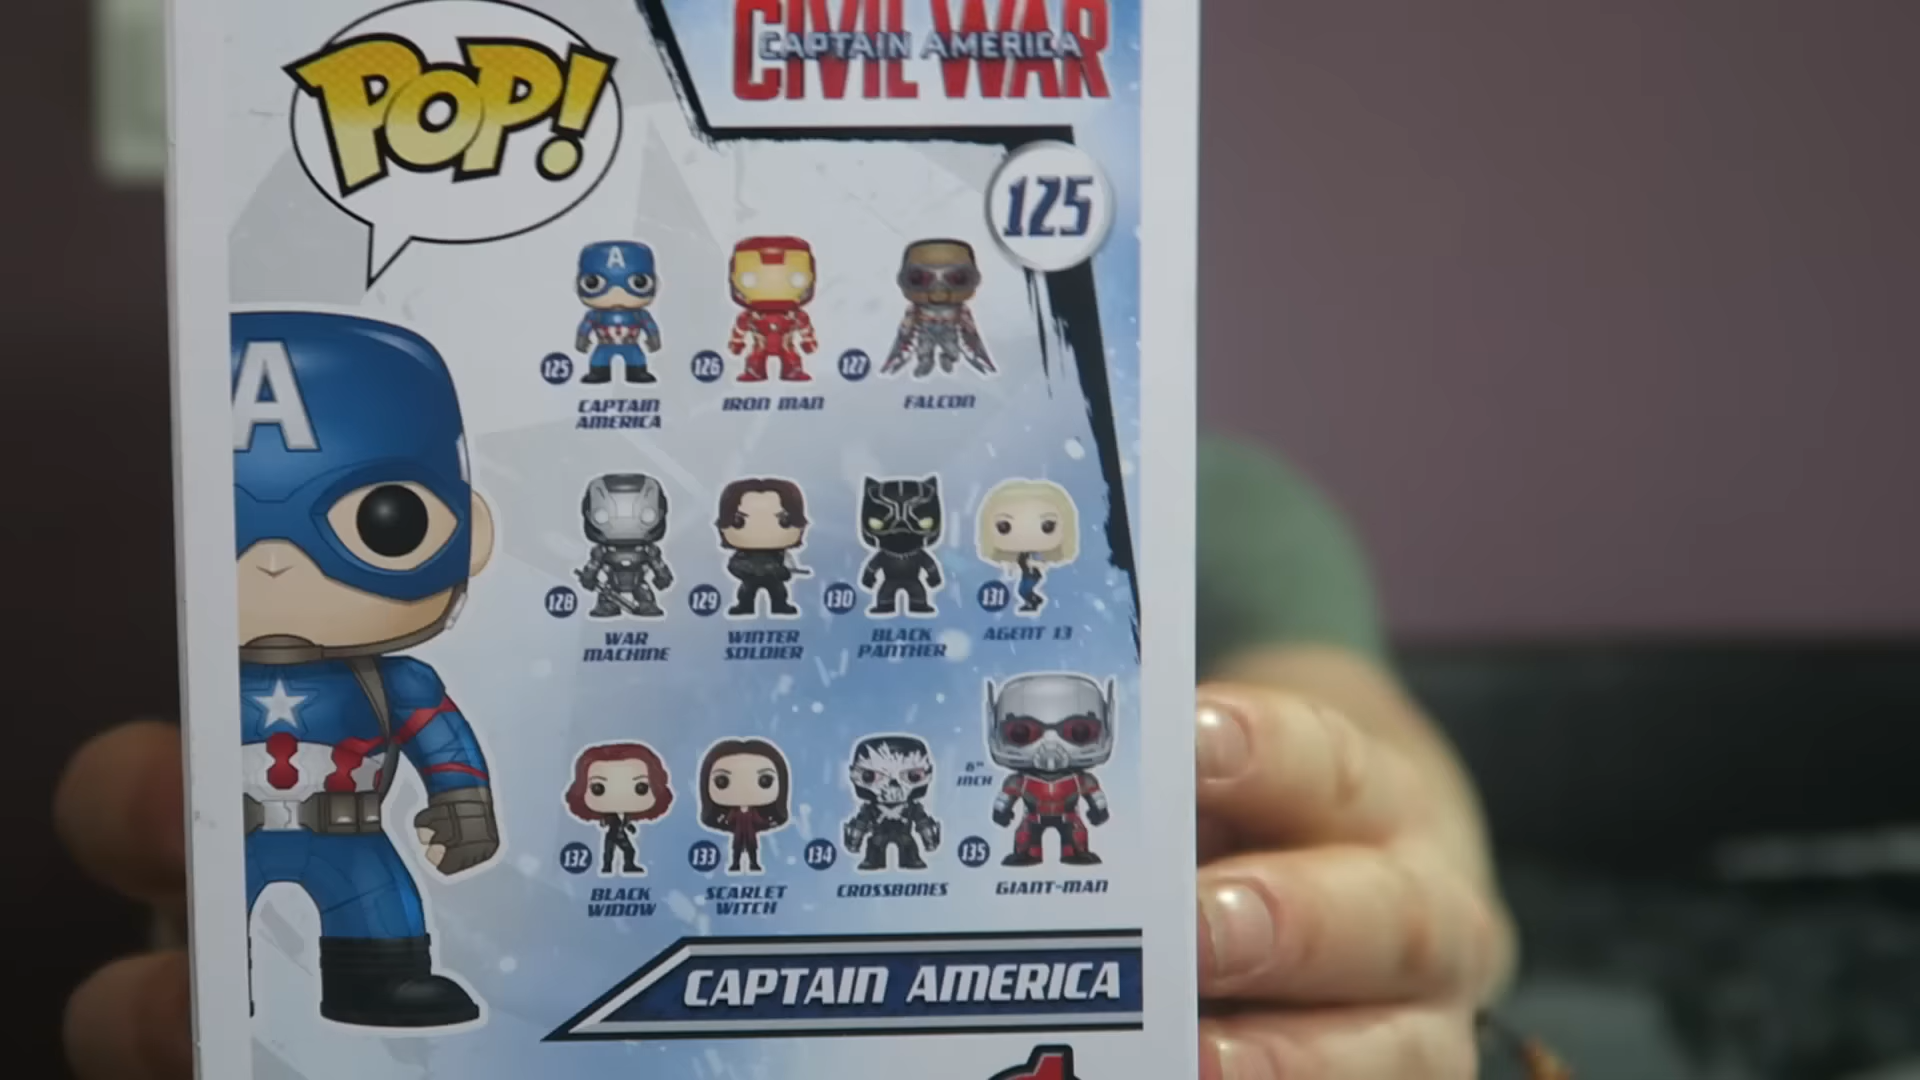 POP!
CAPTAIN AMERICA
CIVIL WAR
125
A
A
125
CAPTAIN
AMERICA
126
IRON MAN
127
FALCON
128
WAR
MACHINE
129
WINTER
SOLDIER
130
BLACK
PANTHER
131
AGENT 13
132
BLACK
WIDOW
133
SCARLET
WITCH
134
CROSSBONES
6"
INCH
135
GIANT-MAN
CAPTAIN AMERICA